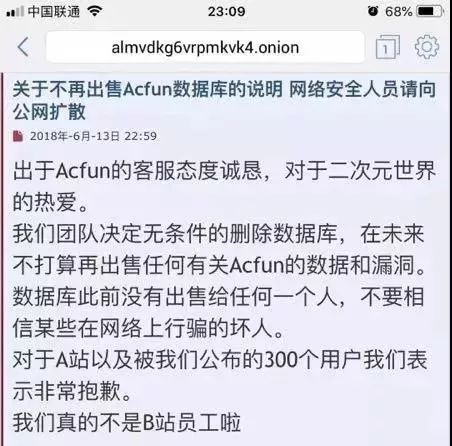 中国联通 23:09 68%
almvdkg6vrpmkvk4.onion 1
关于不再出售Acfun数据库的说明 网络安全人员请向
公网扩散
2018年-6月-13日 22:59
出于Acfun的客服态度诚恳，对于二次元世界
的热爱。
我们团队决定无条件的删除数据库，在未来
不打算再出售任何有关Acfun的数据和漏洞。
数据库此前没有出售给任何一个人，不要相
信某些在网络上行骗的坏人。
对于A站以及被我们公布的300个用户我们表
示非常抱歉。
我们真的不是B站员工啦